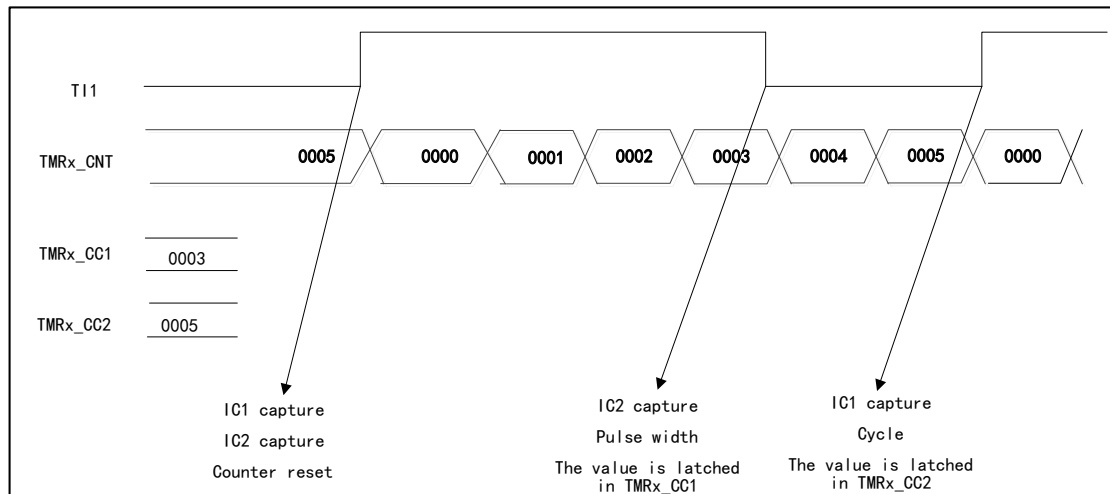 TI1
TMRx_CNT
0005 0000 0001 0002 0003 0004 0005 0000
TMRx_CC1
0003
TMRx_CC2
0005
IC1 capture
IC2 capture
Counter reset
IC2 capture
Pulse width
The value is latched
in TMRx_CC1
IC1 capture
Cycle
The value is latched
in TMRx_CC2